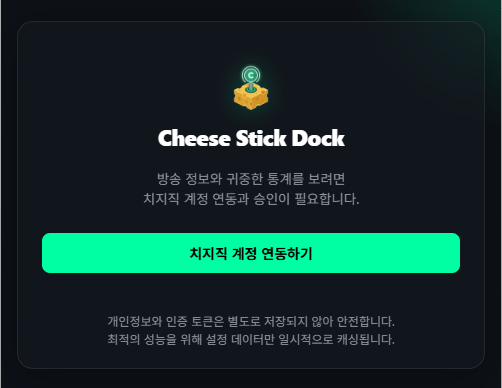 C
Cheese Stick Dock
방송 정보와 귀중한 통계를 보려면
치지직 계정 연동과 승인이 필요합니다.
치지직 계정 연동하기
개인정보와 인증 토큰은 별도로 저장되지 않아 안전합니다.
최적의 성능을 위해 설정 데이터만 일시적으로 캐싱됩니다.